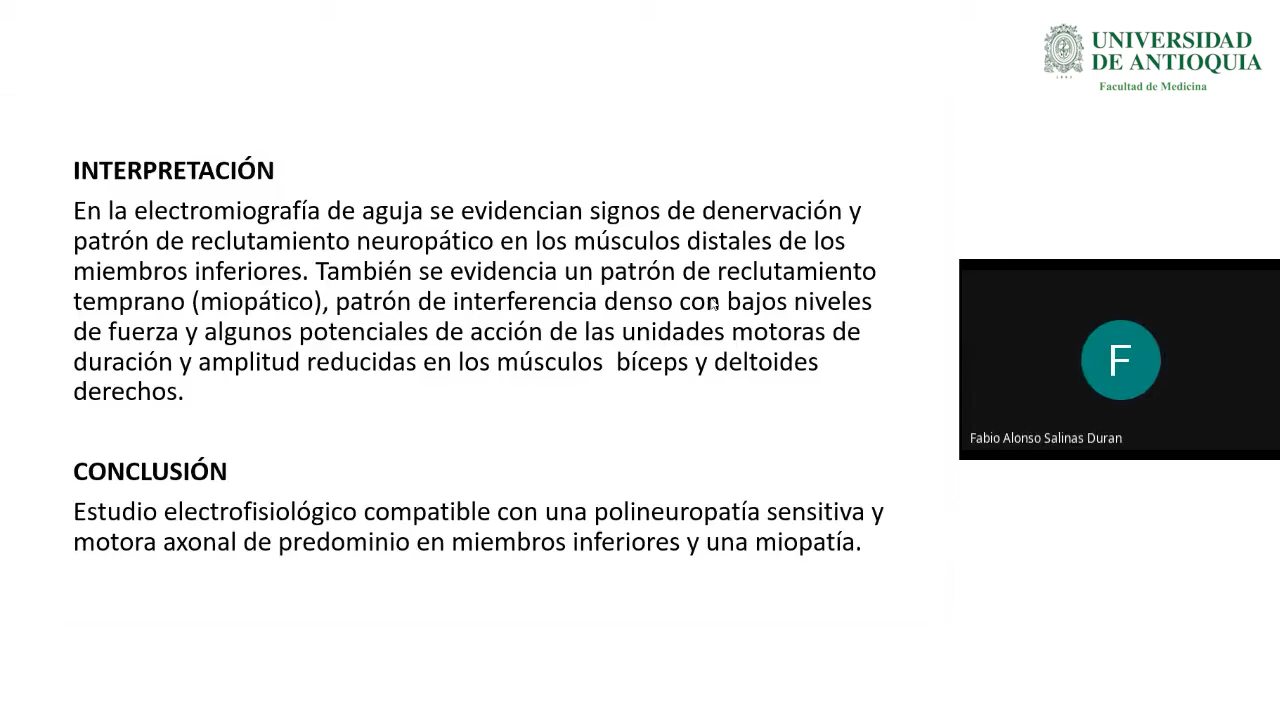 UNIVERSIDAD
DE ANTIOQUIA
1803
Facultad de Medicina
INTERPRETACIÓN
En la electromiografía de aguja se evidencian signos de denervación y
patrón de reclutamiento neuropático en los músculos distales de los
miembros inferiores. También se evidencia un patrón de reclutamiento
temprano (miopático), patrón de interferencia denso con bajos niveles
de fuerza y algunos potenciales de acción de las unidades motoras de
duración y amplitud reducidas en los músculos  bíceps y deltoides
derechos.
CONCLUSIÓN
Estudio electrofisiológico compatible con una polineuropatía sensitiva y
motora axonal de predominio en miembros inferiores y una miopatía.
F
Fabio Alonso Salinas Duran